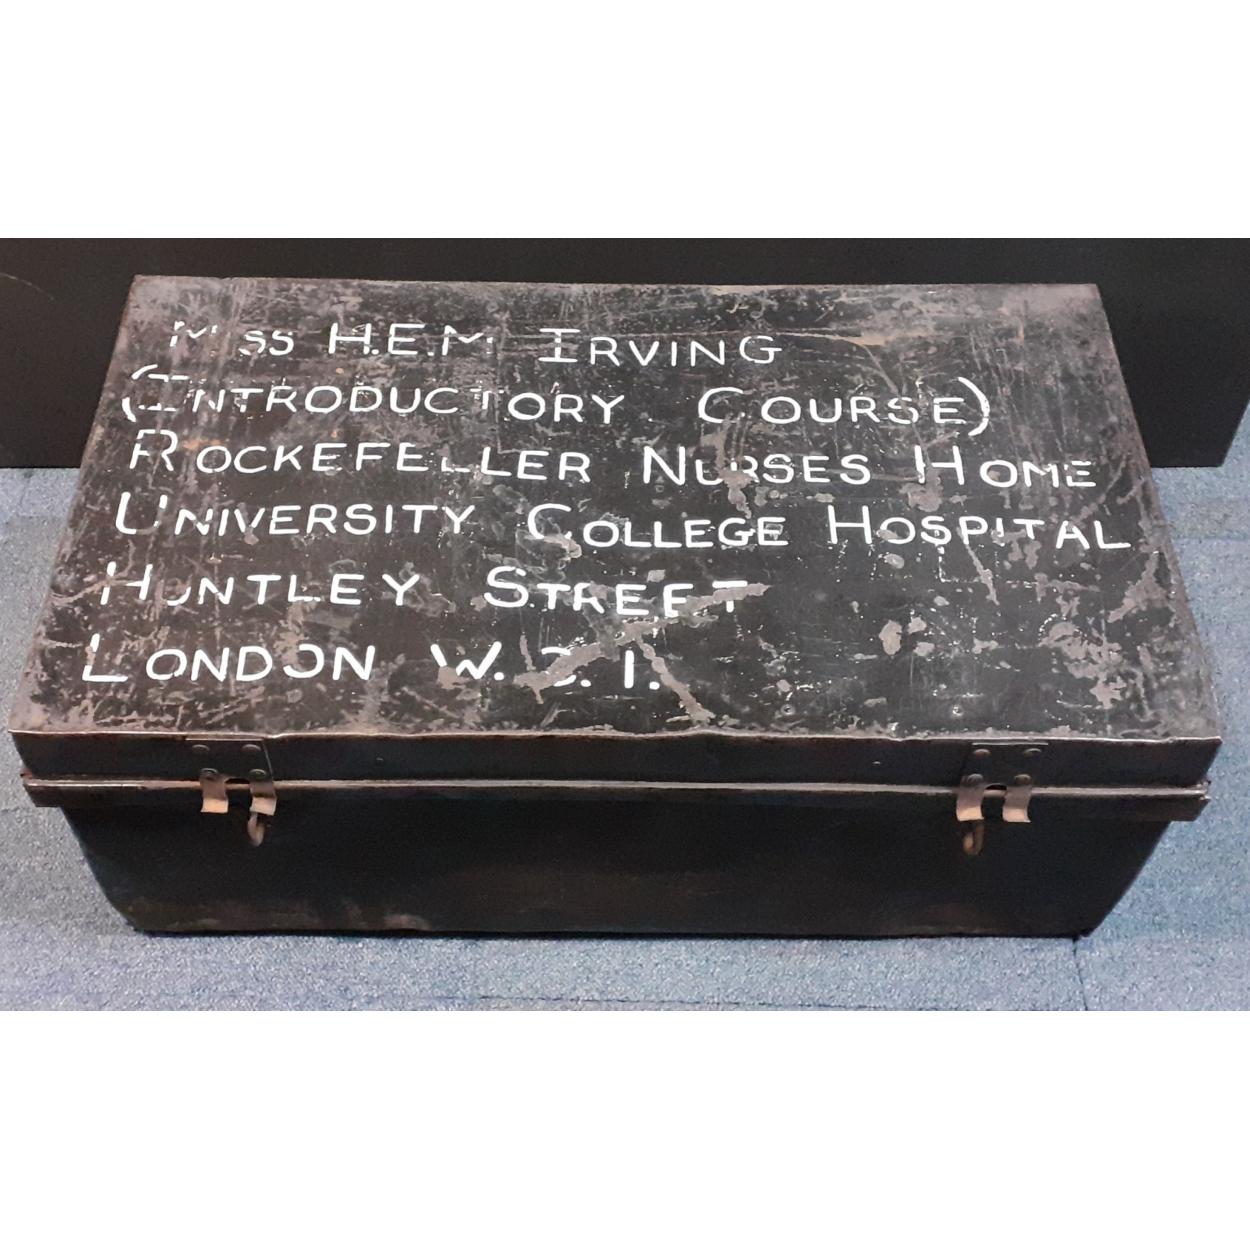 Miss H.E.M. Irving
(Introductory Course)
Rockefeller Nurses Home
University College Hospital
Huntley Street
London W.C.1.